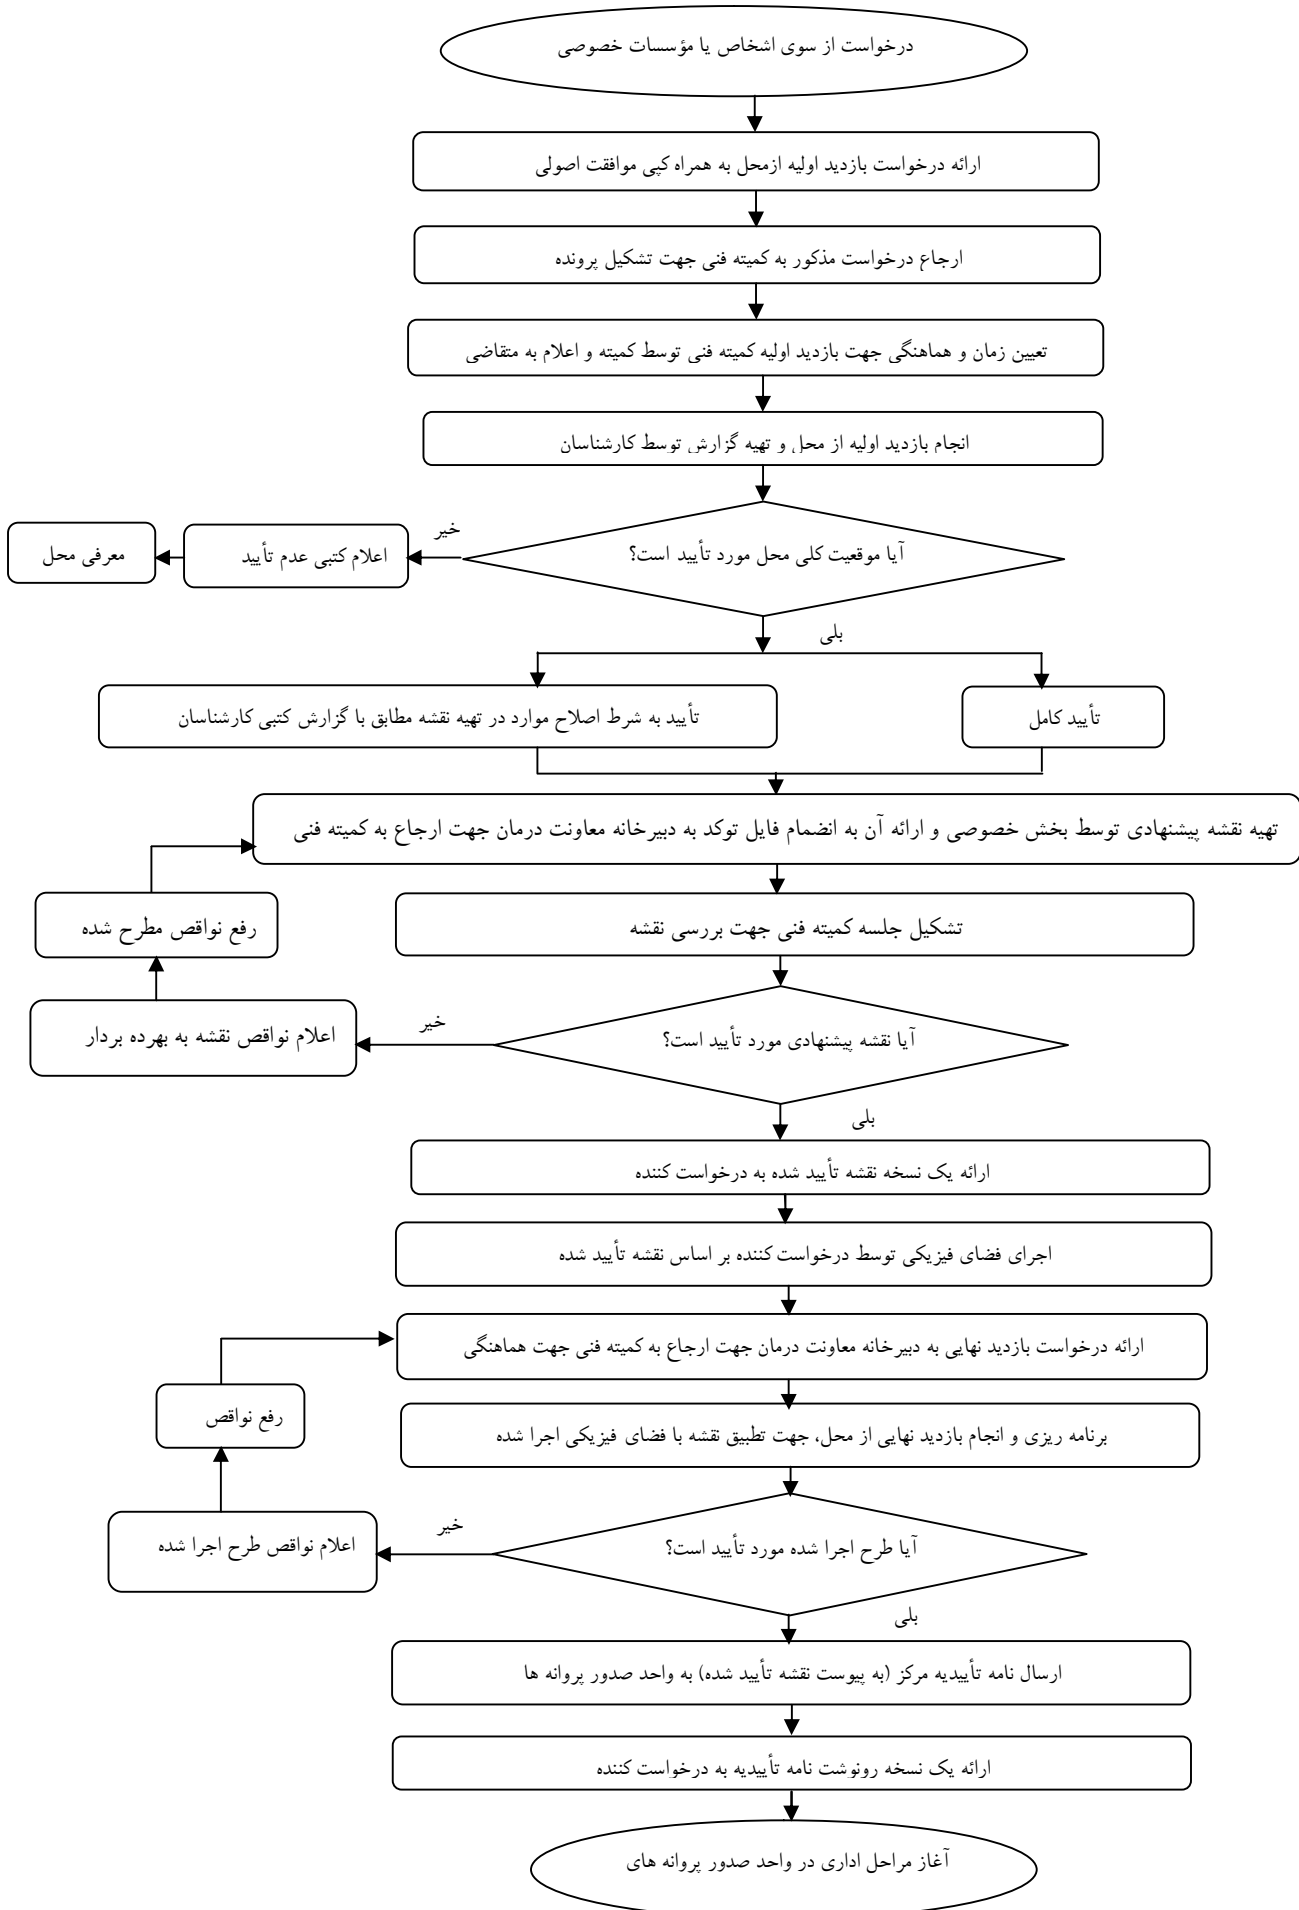 درخواست از سوی اشخاص یا مؤسسات خصوصی
ارائه درخواست بازدید اولیه ازمحل به همراه کپی موافقت اصولی
ارجاع درخواست مذکور به کمیته فنی جهت تشکیل پرونده
تعیین زمان و هماهنگی جهت بازدید اولیه کمیته فنی توسط کمیته و اعلام به متقاضی
انجام بازدید اولیه از محل و تهیه گزارش توسط کارشناسان
آیا موقعیت کلی محل مورد تأیید است؟
خیر
اعلام کتبی عدم تأیید
معرفی محل
بلی
تأیید کامل
تأیید به شرط اصلاح موارد در تهیه نقشه مطابق با گزارش کتبی کارشناسان
تهیه نقشه پیشنهادی توسط بخش خصوصی و ارائه آن به انضمام فایل توکد به دبیرخانه معاونت درمان جهت ارجاع به کمیته فنی
تشکیل جلسه کمیته فنی جهت بررسی نقشه
رفع نواقص مطرح شده
آیا نقشه پیشنهادی مورد تأیید است؟
خیر
اعلام نواقص نقشه به بهرده بردار
بلی
ارائه یک نسخه نقشه تأیید شده به درخواست کننده
اجرای فضای فیزیکی توسط درخواست کننده بر اساس نقشه تأیید شده
ارائه درخواست بازدید نهایی به دبیرخانه معاونت درمان جهت ارجاع به کمیته فنی جهت هماهنگی
رفع نواقص
برنامه ریزی و انجام بازدید نهایی از محل، جهت تطبیق نقشه با فضای فیزیکی اجرا شده
آیا طرح اجرا شده مورد تأیید است؟
خیر
اعلام نواقص طرح اجرا شده
بلی
ارسال نامه تأییدیه مرکز (به پیوست نقشه تأیید شده) به واحد صدور پروانه ها
ارائه یک نسخه رونوشت نامه تأییدیه به درخواست کننده
آغاز مراحل اداری در واحد صدور پروانه های